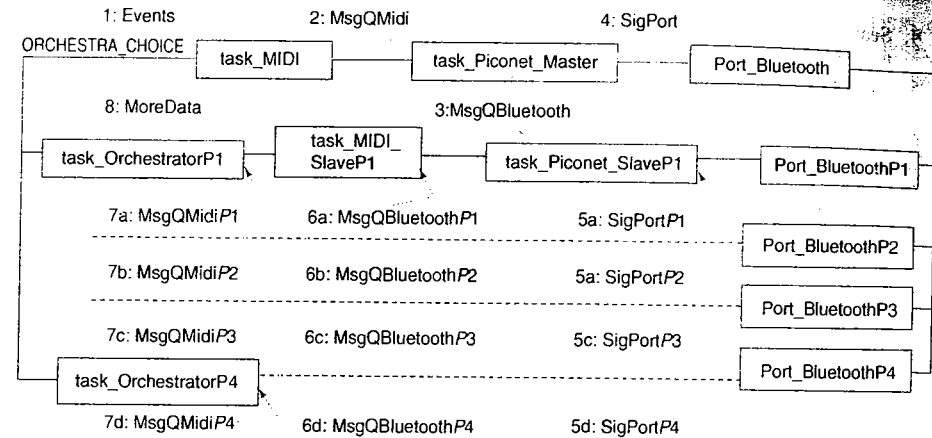 1: Events 2: MsgQMidi 4: SigPort
ORCHESTRA_CHOICE
task_MIDI task_Piconet_Master Port_Bluetooth
8: MoreData 3:MsgQBluetooth
task_OrchestratorP1 task_MIDI_ SlaveP1 task_Piconet_SlaveP1 Port_BluetoothP1
7a: MsgQMidiP1 6a: MsgQBluetoothP1 5a: SigPortP1
Port_BluetoothP2
7b: MsgQMidiP2 6b: MsgQBluetoothP2 5a: SigPortP2
Port_BluetoothP3
7c: MsgQMidiP3 6c: MsgQBluetoothP3 5c: SigPortP3
task_OrchestratorP4 Port_BluetoothP4
7d: MsgQMidiP4 6d: MsgQBluetoothP4 5d: SigPortP4